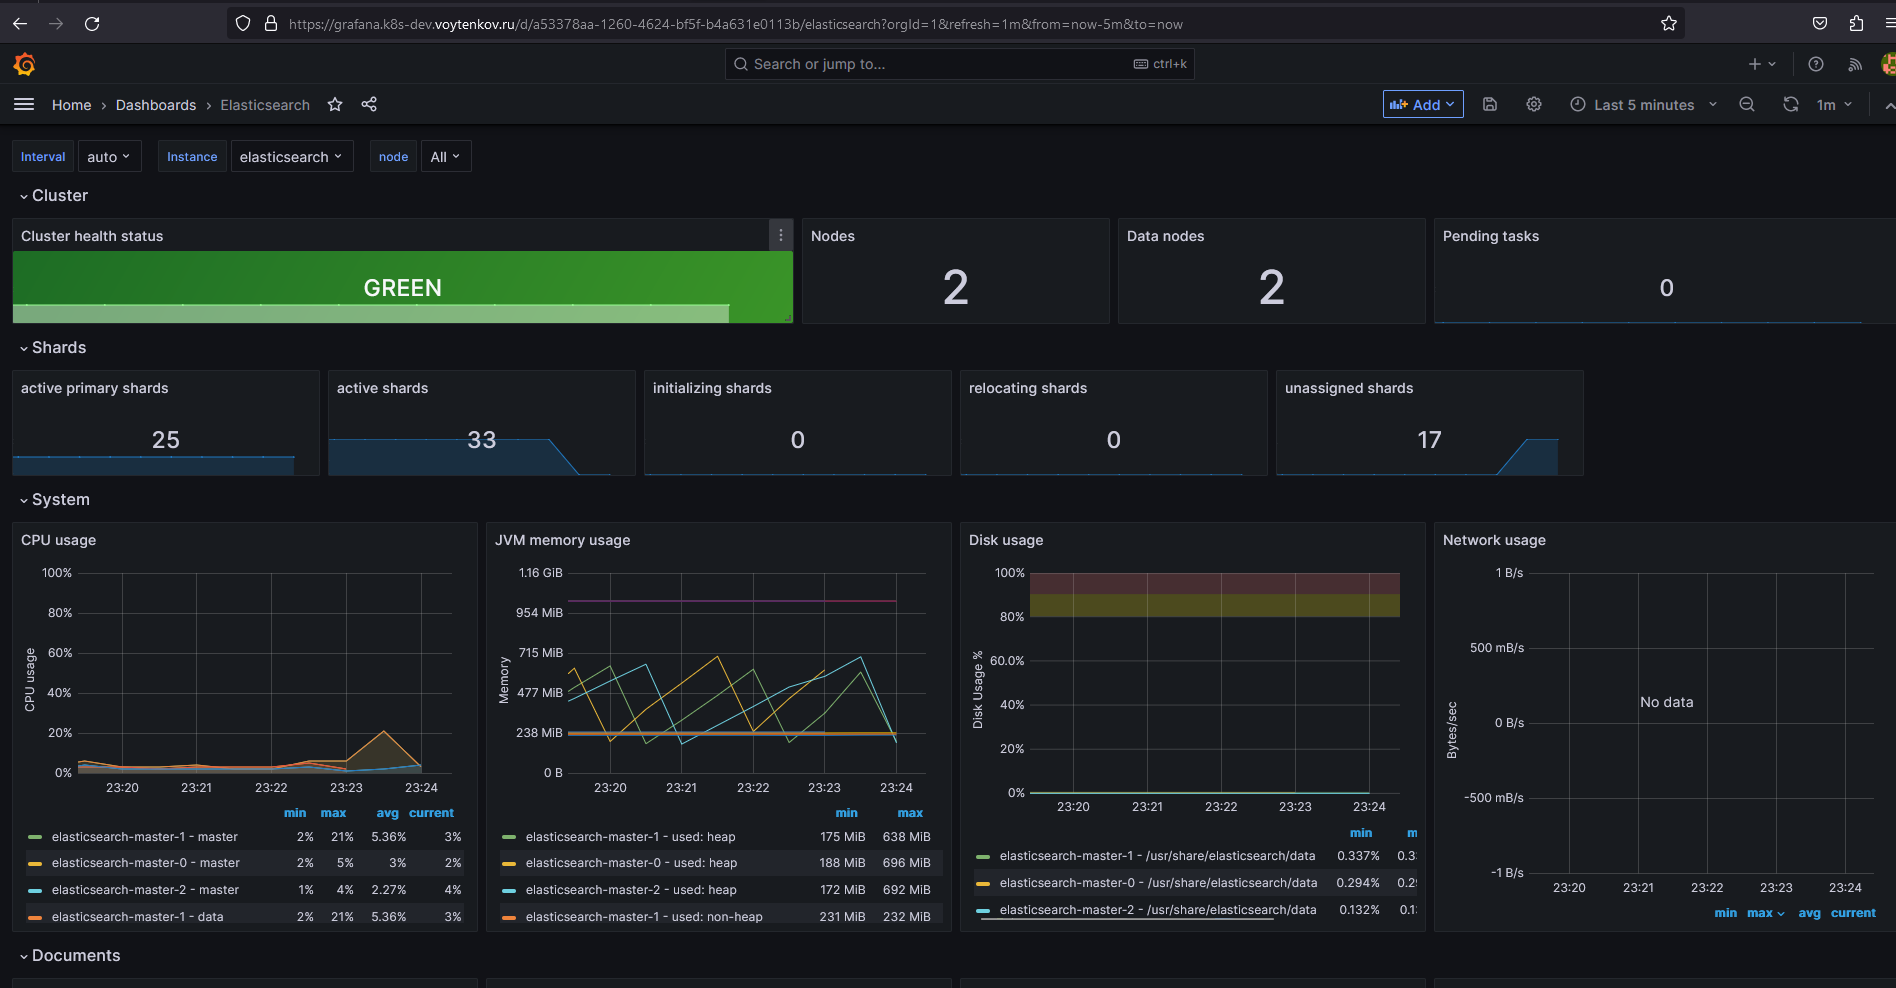 https://grafana.k8s-dev.voytenkov.ru/d/a53378aa-1260-4624-bf5f-b4a631e0113b/elasticsearch?orgId=1&refresh=1m&from=now-5m&to=now
Search or jump to... ctrl+k
Home › Dashboards › Elasticsearch Add Last 5 minutes 1m
Interval auto Instance elasticsearch node All
Cluster
Cluster health status Nodes Data nodes Pending tasks
GREEN 2 2 0
Shards
active primary shards active shards initializing shards relocating shards unassigned shards
25 33 0 0 17
System
CPU usage
100%
80%
60%
40%
20%
0%
CPU usage
23:20 23:21 23:22 23:23 23:24
min max avg current
elasticsearch-master-1 - master 2% 21% 5.36% 3%
elasticsearch-master-0 - master 2% 5% 3% 2%
elasticsearch-master-2 - master 1% 4% 2.27% 4%
elasticsearch-master-1 - data 2% 21% 5.36% 3%
JVM memory usage
1.16 GiB
954 MiB
715 MiB
477 MiB
238 MiB
0 B
Memory
23:20 23:21 23:22 23:23 23:24
min max
elasticsearch-master-1 - used: heap 175 MiB 638 MiB
elasticsearch-master-0 - used: heap 188 MiB 696 MiB
elasticsearch-master-2 - used: heap 172 MiB 692 MiB
elasticsearch-master-1 - used: non-heap 231 MiB 232 MiB
Disk usage
100%
80%
60.0%
40%
20%
0%
Disk Usage %
23:20 23:21 23:22 23:23 23:24
min
elasticsearch-master-1 - /usr/share/elasticsearch/data 0.337%
elasticsearch-master-0 - /usr/share/elasticsearch/data 0.294%
elasticsearch-master-2 - /usr/share/elasticsearch/data 0.132%
Network usage
1 B/s
500 mB/s
0 B/s
-500 mB/s
-1 B/s
Bytes/sec
No data
23:20 23:21 23:22 23:23 23:24
min max avg current
Documents